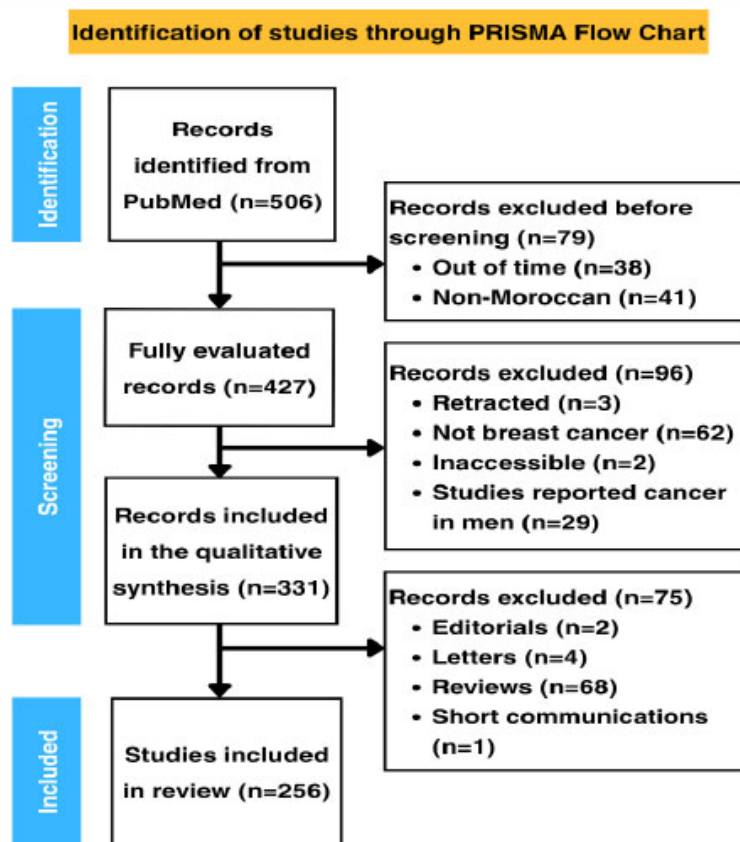 Identification of studies through PRISMA Flow Chart
Identification
Records
identified from
PubMed (n=506)
Records excluded before
screening (n=79)
• Out of time (n=38)
• Non-Moroccan (n=41)
Screening
Fully evaluated
records (n=427)
Records excluded (n=96)
• Retracted (n=3)
• Not breast cancer (n=62)
• Inaccessible (n=2)
• Studies reported cancer
in men (n=29)
Records included
in the qualitative
synthesis (n=331)
Records excluded (n=75)
• Editorials (n=2)
• Letters (n=4)
• Reviews (n=68)
• Short communications
(n=1)
Included
Studies included
in review (n=256)